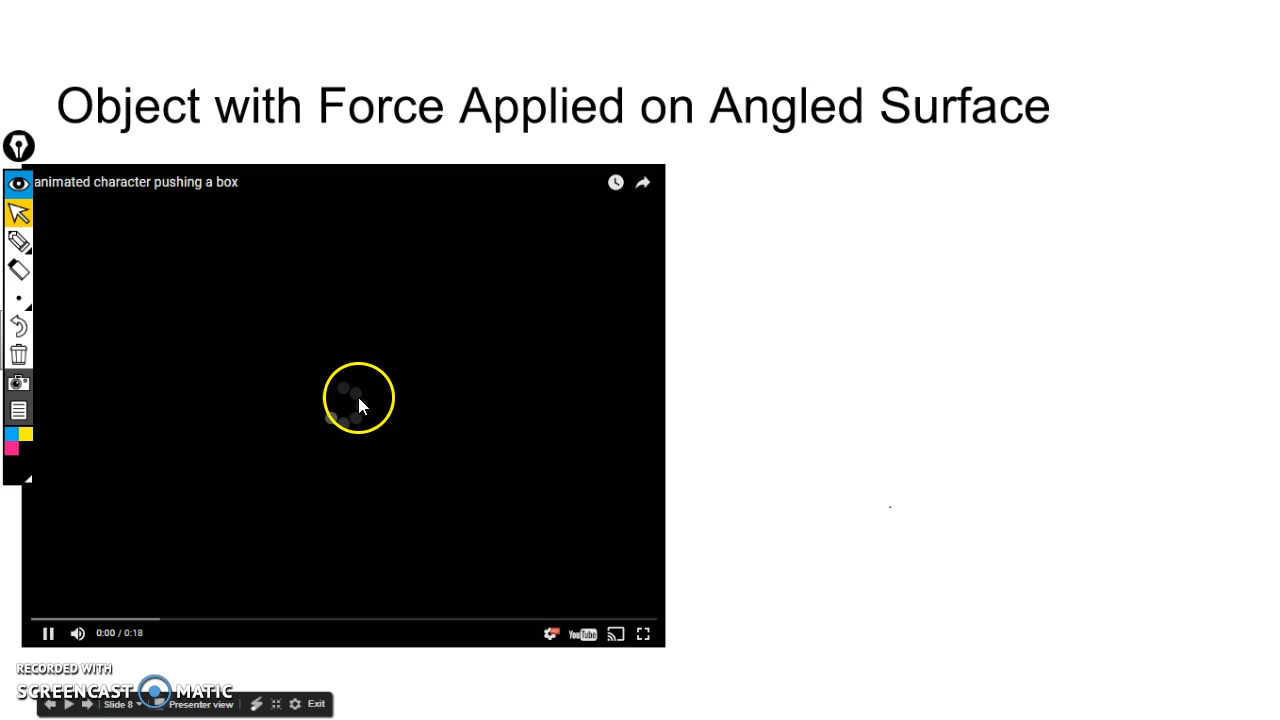 Object with Force Applied on Angled Surface
animated character pushing a box
0:00 / 0:18
YouTube
RECORDED WITH
SCREENCAST MATIC
Slide 8
Presenter view
Exit